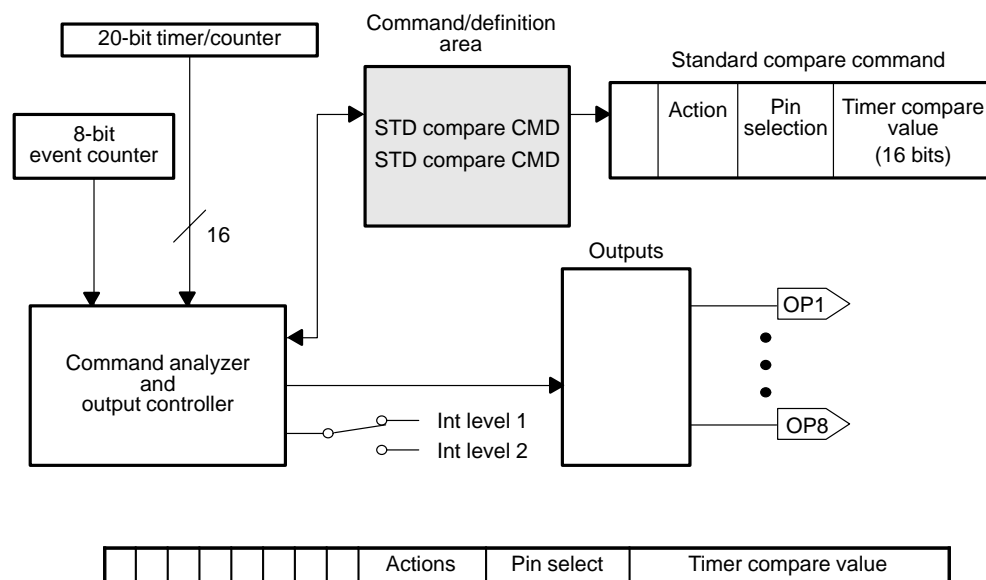 20-bit timer/counter
Command/definition
area
Standard compare command
8-bit
event counter
STD compare CMD
STD compare CMD
Action
Pin
selection
Timer compare
value
(16 bits)
16
Outputs
OP1
Command analyzer
and
output controller
Int level 1
Int level 2
OP8
Actions
Pin select
Timer compare value